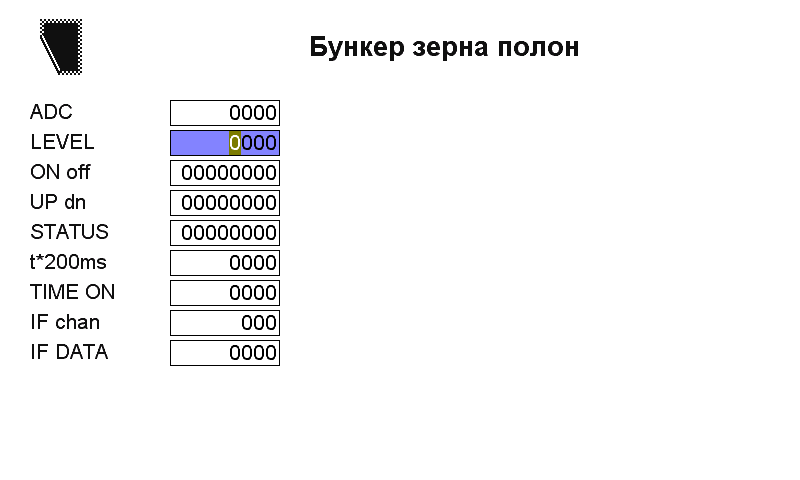 Бункер зерна полон
ADC 0000
LEVEL 0000
ON off 00000000
UP dn 00000000
STATUS 00000000
t*200ms 0000
TIME ON 0000
IF chan 000
IF DATA 0000